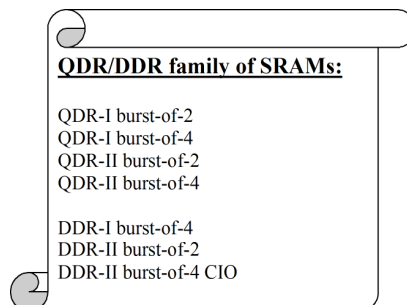 QDR/DDR family of SRAMs:
QDR-I burst-of-2
QDR-I burst-of-4
QDR-II burst-of-2
QDR-II burst-of-4
DDR-I burst-of-4
DDR-II burst-of-2
DDR-II burst-of-4 CIO